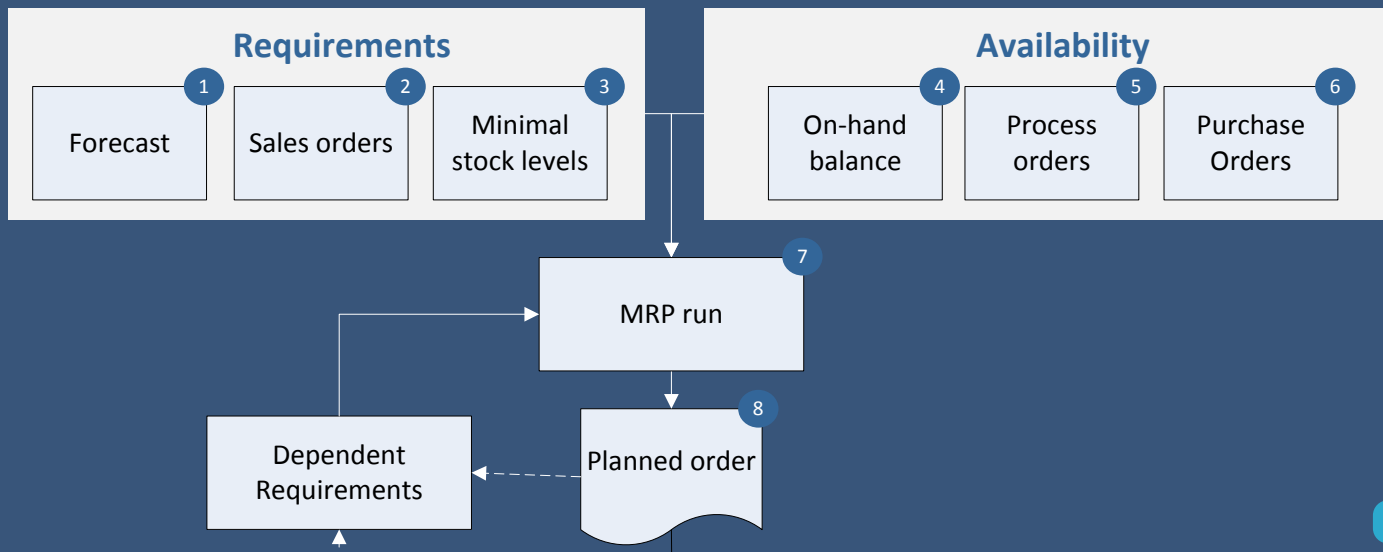 Requirements
Availability
1
2
3
4
5
6
Forecast
Sales orders
Minimal
stock levels
On-hand
balance
Process
orders
Purchase
Orders
7
MRP run
8
Dependent
Requirements
Planned order